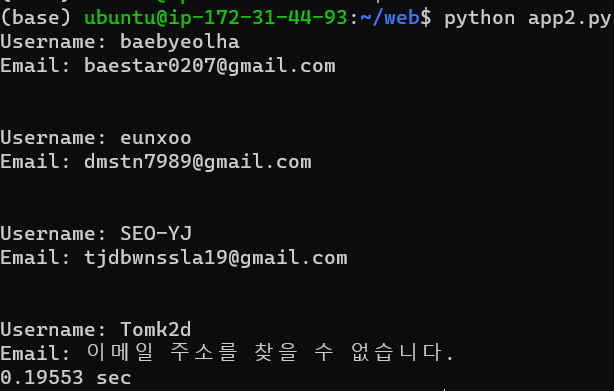 (base) ubuntu@ip-172-31-44-93:~/web$ python app2.py
Username: baebyeolha
Email: baestar0207@gmail.com
Username: eunxoo
Email: dmstn7989@gmail.com
Username: SEO-YJ
Email: tjdbwnssla19@gmail.com
Username: Tomk2d
Email: 이메일 주소를 찾을 수 없습니다.
0.19553 sec